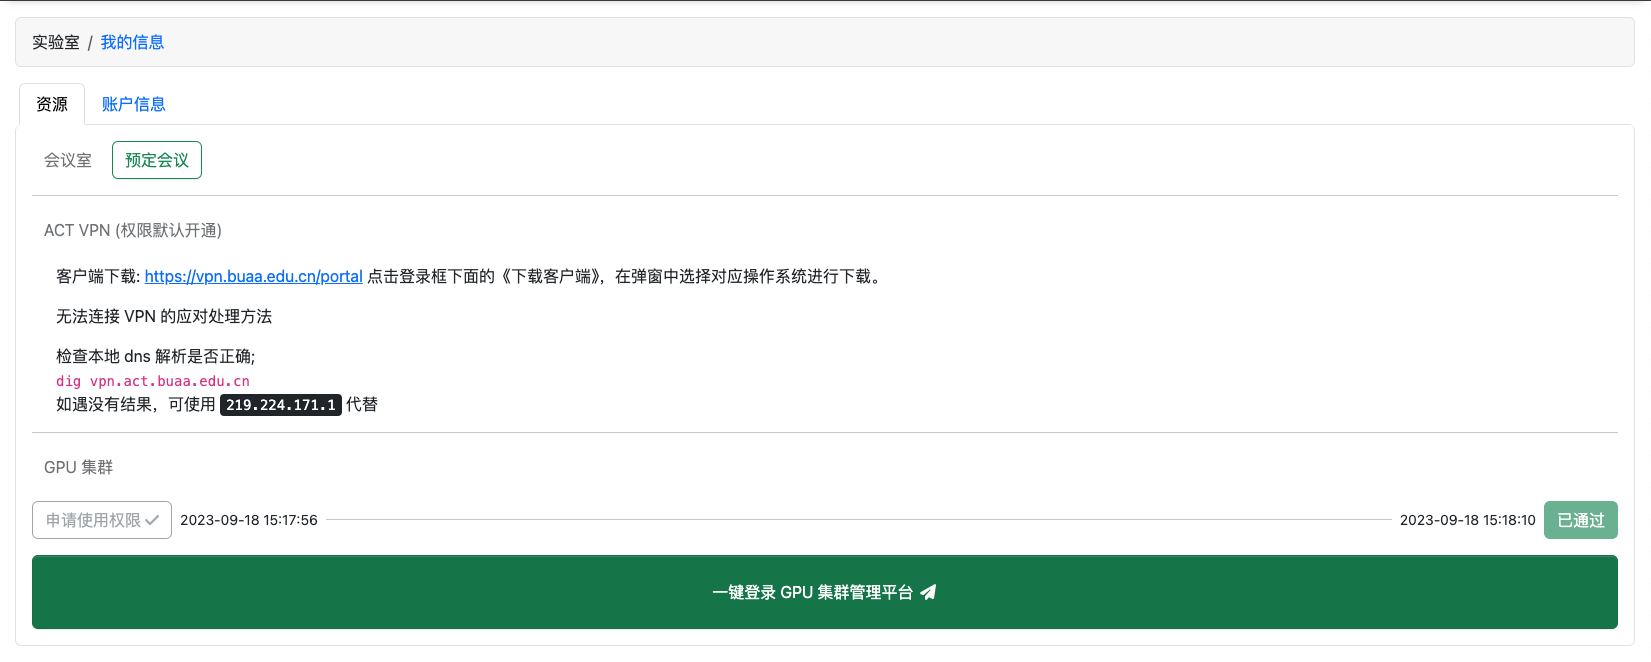 实验室 / 我的信息
资源 账户信息
会议室 预定会议
ACT VPN (权限默认开通)
客户端下载: https://vpn.buaa.edu.cn/portal 点击登录框下面的《下载客户端》，在弹窗中选择对应操作系统进行下载。
无法连接 VPN 的应对处理方法
检查本地 dns 解析是否正确;
dig vpn.act.buaa.edu.cn
如遇没有结果，可使用 219.224.171.1 代替
GPU 集群
申请使用权限 2023-09-18 15:17:56 2023-09-18 15:18:10 已通过
一键登录 GPU 集群管理平台